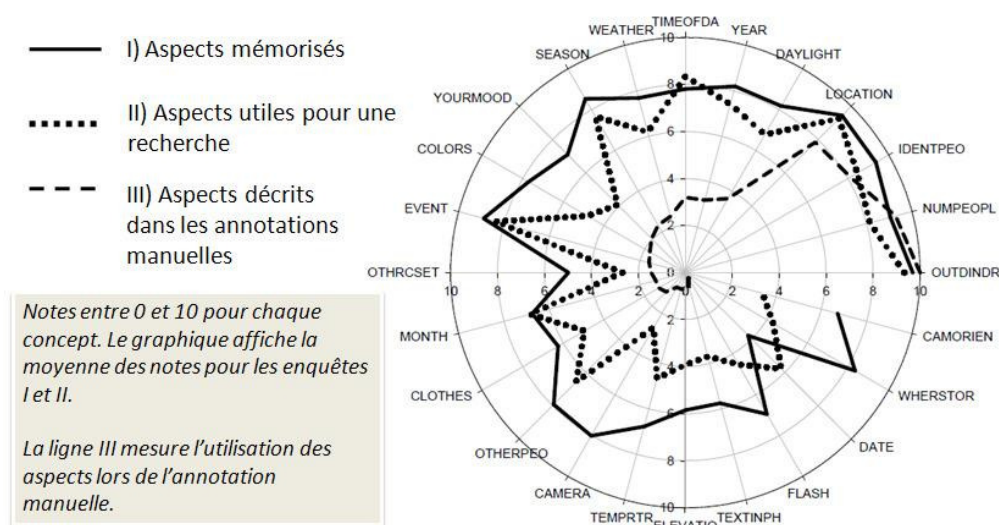 I) Aspects mémorisés
II) Aspects utiles pour une
recherche
III) Aspects décrits
dans les annotations
manuelles
Notes entre 0 et 10 pour chaque
concept. Le graphique affiche la
moyenne des notes pour les enquêtes
I et II.
La ligne III mesure l'utilisation des
aspects lors de l'annotation
manuelle.
TIMEOFDA
YEAR
DAYLIGHT
LOCATION
IDENTPEO
NUMPEOPL
OUTDINDR
CAMORIEN
WHERSTOR
DATE
FLASH
TEXTINPH
ELEVATIO
TEMPRTR
CAMERA
OTHERPEO
CLOTHES
MONTH
OTHRCSET
EVENT
COLORS
YOURMOOD
SEASON
WEATHER
10
8
6
4
2
0
10 8 6 4 2 0
0 2 4 6 8 10
0
2
4
6
8
10